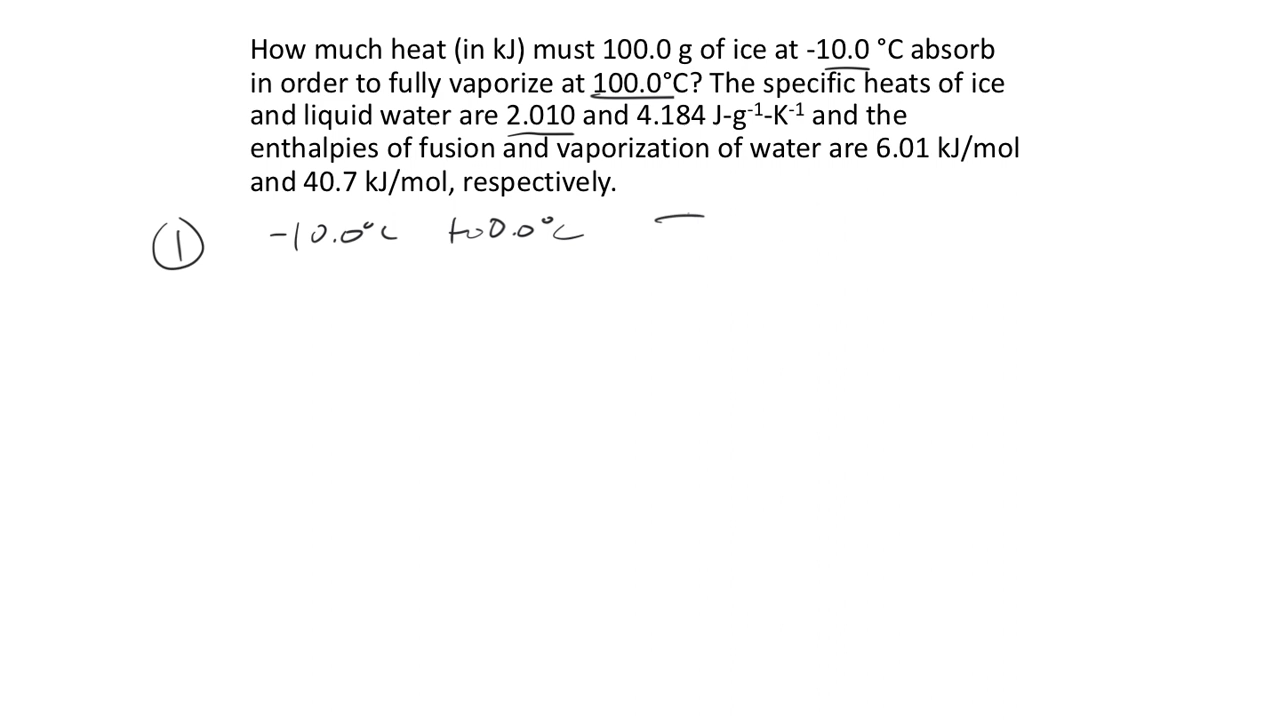 How much heat (in kJ) must 100.0 g of ice at -10.0 °C absorb
in order to fully vaporize at 100.0°C? The specific heats of ice
and liquid water are 2.010 and 4.184 J-g⁻¹-K⁻¹ and the
enthalpies of fusion and vaporization of water are 6.01 kJ/mol
and 40.7 kJ/mol, respectively.
① -10.0°C to 0.0°C